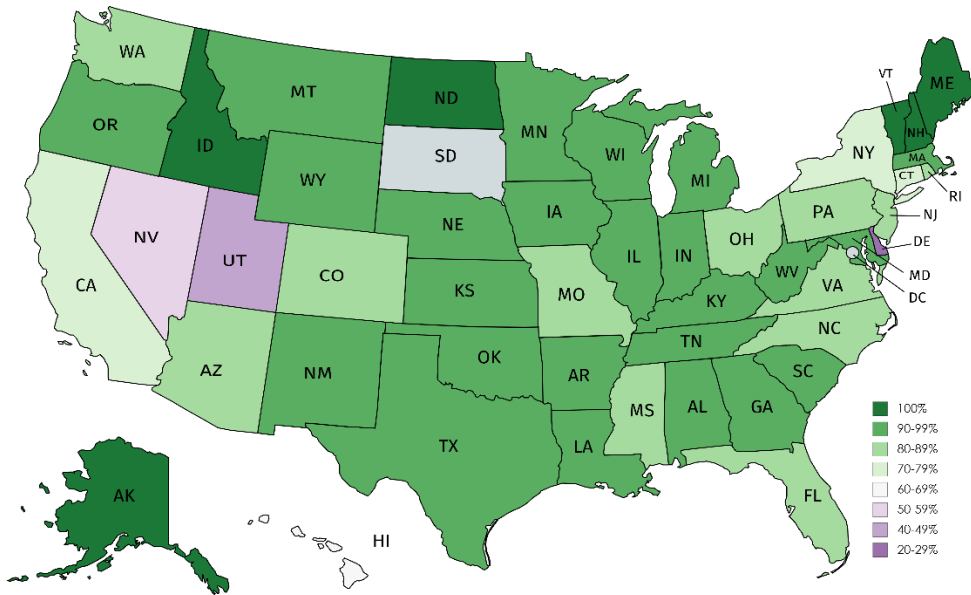 WA
VT
ME
MT
ND
OR
MN
NH
ID
SD
WI
NY
MA
WY
MI
CT
RI
IA
PA
NJ
NE
NV
OH
DE
UT
IL
IN
CO
WV
MD
CA
KS
MO
VA
DC
KY
NC
TN
OK
AZ
NM
AR
SC
MS
AL
GA
100%
90-99%
TX
LA
80-89%
70-79%
60-69%
AK
FL
50-59%
HI
40-49%
20-29%